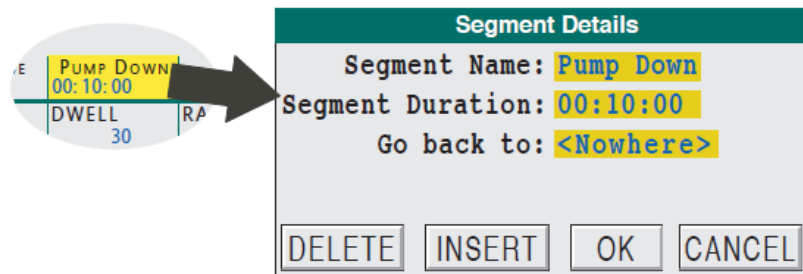 E
PUMP DOWN
00:10:00
DWELL
RA
30
Segment Details
Segment Name: Pump Down
Segment Duration: 00:10:00
Go back to: <Nowhere>
DELETE INSERT OK CANCEL